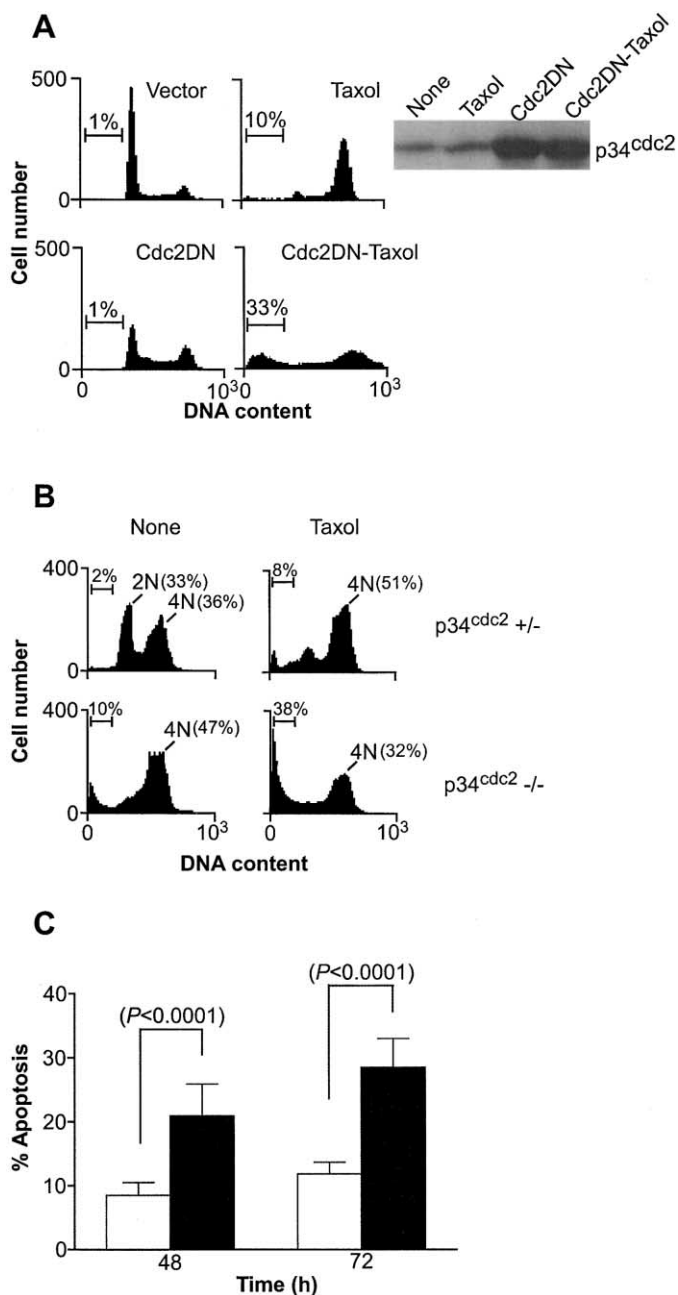 A
500
Vector
1%
0
Taxol
10%
None
Taxol
Cdc2DN
Cdc2DN-Taxol
p34cdc2
Cell number
500
Cdc2DN
1%
0
Cdc2DN-Taxol
33%
0
10³
0
10³
DNA content
B
None
Taxol
400
2%
2N(33%)
4N(36%)
0
8%
4N(51%)
p34cdc2 +/-
Cell number
400
10%
4N(47%)
0
38%
4N(32%)
p34cdc2 -/-
0
10³
0
10³
DNA content
C
40
30
20
10
0
% Apoptosis
(P<0.0001)
(P<0.0001)
48
72
Time (h)